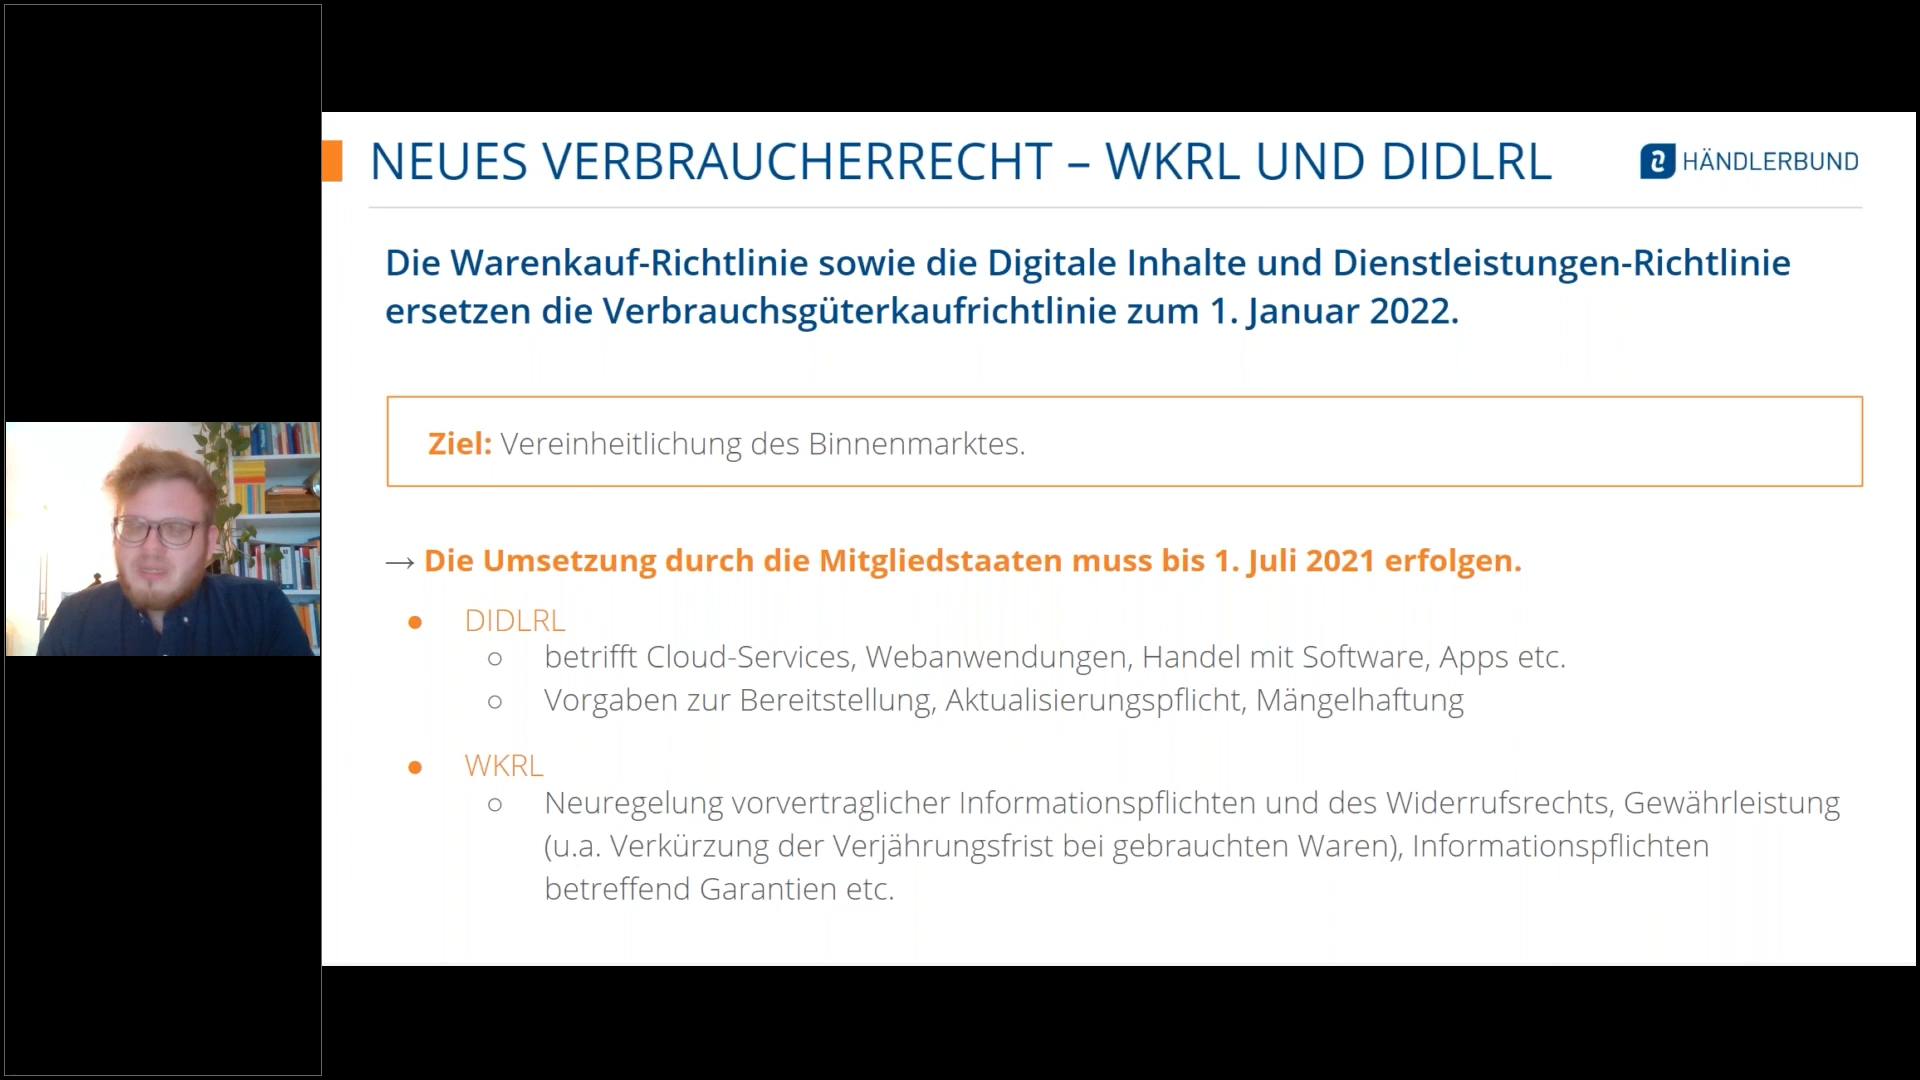 NEUES VERBRAUCHERRECHT – WKRL UND DIDLRL
HÄNDLERBUND
Die Warenkauf-Richtlinie sowie die Digitale Inhalte und Dienstleistungen-Richtlinie
ersetzen die Verbrauchsgüterkaufrichtlinie zum 1. Januar 2022.
Ziel: Vereinheitlichung des Binnenmarktes.
→ Die Umsetzung durch die Mitgliedstaaten muss bis 1. Juli 2021 erfolgen.
● DIDLRL
○ betrifft Cloud-Services, Webanwendungen, Handel mit Software, Apps etc.
○ Vorgaben zur Bereitstellung, Aktualisierungspflicht, Mängelhaftung
● WKRL
○ Neuregelung vorvertraglicher Informationspflichten und des Widerrufsrechts, Gewährleistung
(u.a. Verkürzung der Verjährungsfrist bei gebrauchten Waren), Informationspflichten
betreffend Garantien etc.